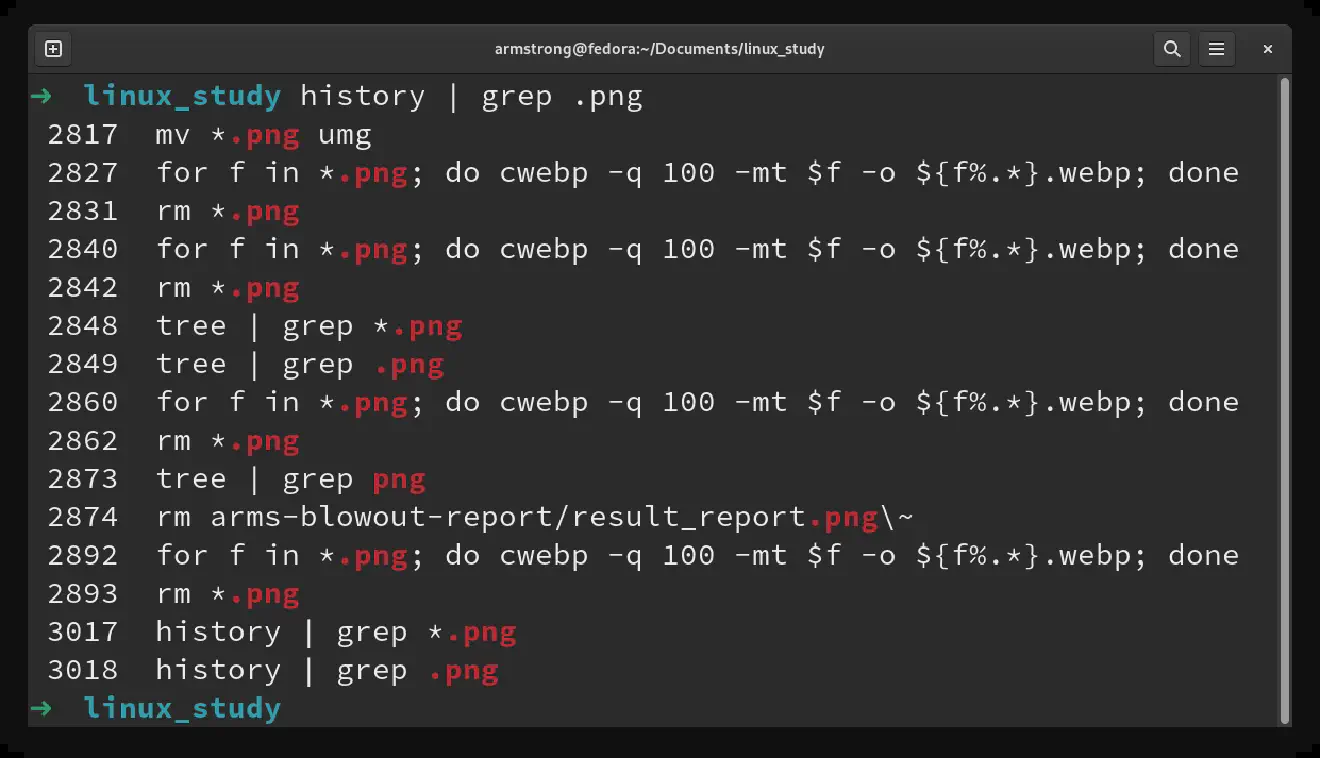 armstrong@fedora:~/Documents/linux_study
→ linux_study history | grep .png
2817 mv *.png umg
2827 for f in *.png; do cwebp -q 100 -mt $f -o ${f%.*}.webp; done
2831 rm *.png
2840 for f in *.png; do cwebp -q 100 -mt $f -o ${f%.*}.webp; done
2842 rm *.png
2848 tree | grep *.png
2849 tree | grep .png
2860 for f in *.png; do cwebp -q 100 -mt $f -o ${f%.*}.webp; done
2862 rm *.png
2873 tree | grep png
2874 rm arms-blowout-report/result_report.png\~
2892 for f in *.png; do cwebp -q 100 -mt $f -o ${f%.*}.webp; done
2893 rm *.png
3017 history | grep *.png
3018 history | grep .png
→ linux_study